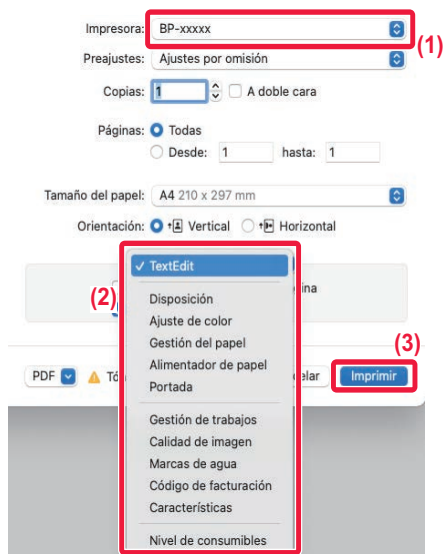 Impresora: BP-xxxxx
(1)
Preajustes: Ajustes por omisión
Copias: 1 A doble cara
Páginas: Todas
Desde: 1 hasta: 1
Tamaño del papel: A4 210 x 297 mm
Orientación: Vertical Horizontal
TextEdit
(2)
Disposición
Ajuste de color
Gestión del papel
Alimentador de papel
Portada
(3)
PDF Imprimir
Gestión de trabajos
Calidad de imagen
Marcas de agua
Código de facturación
Características
Nivel de consumibles